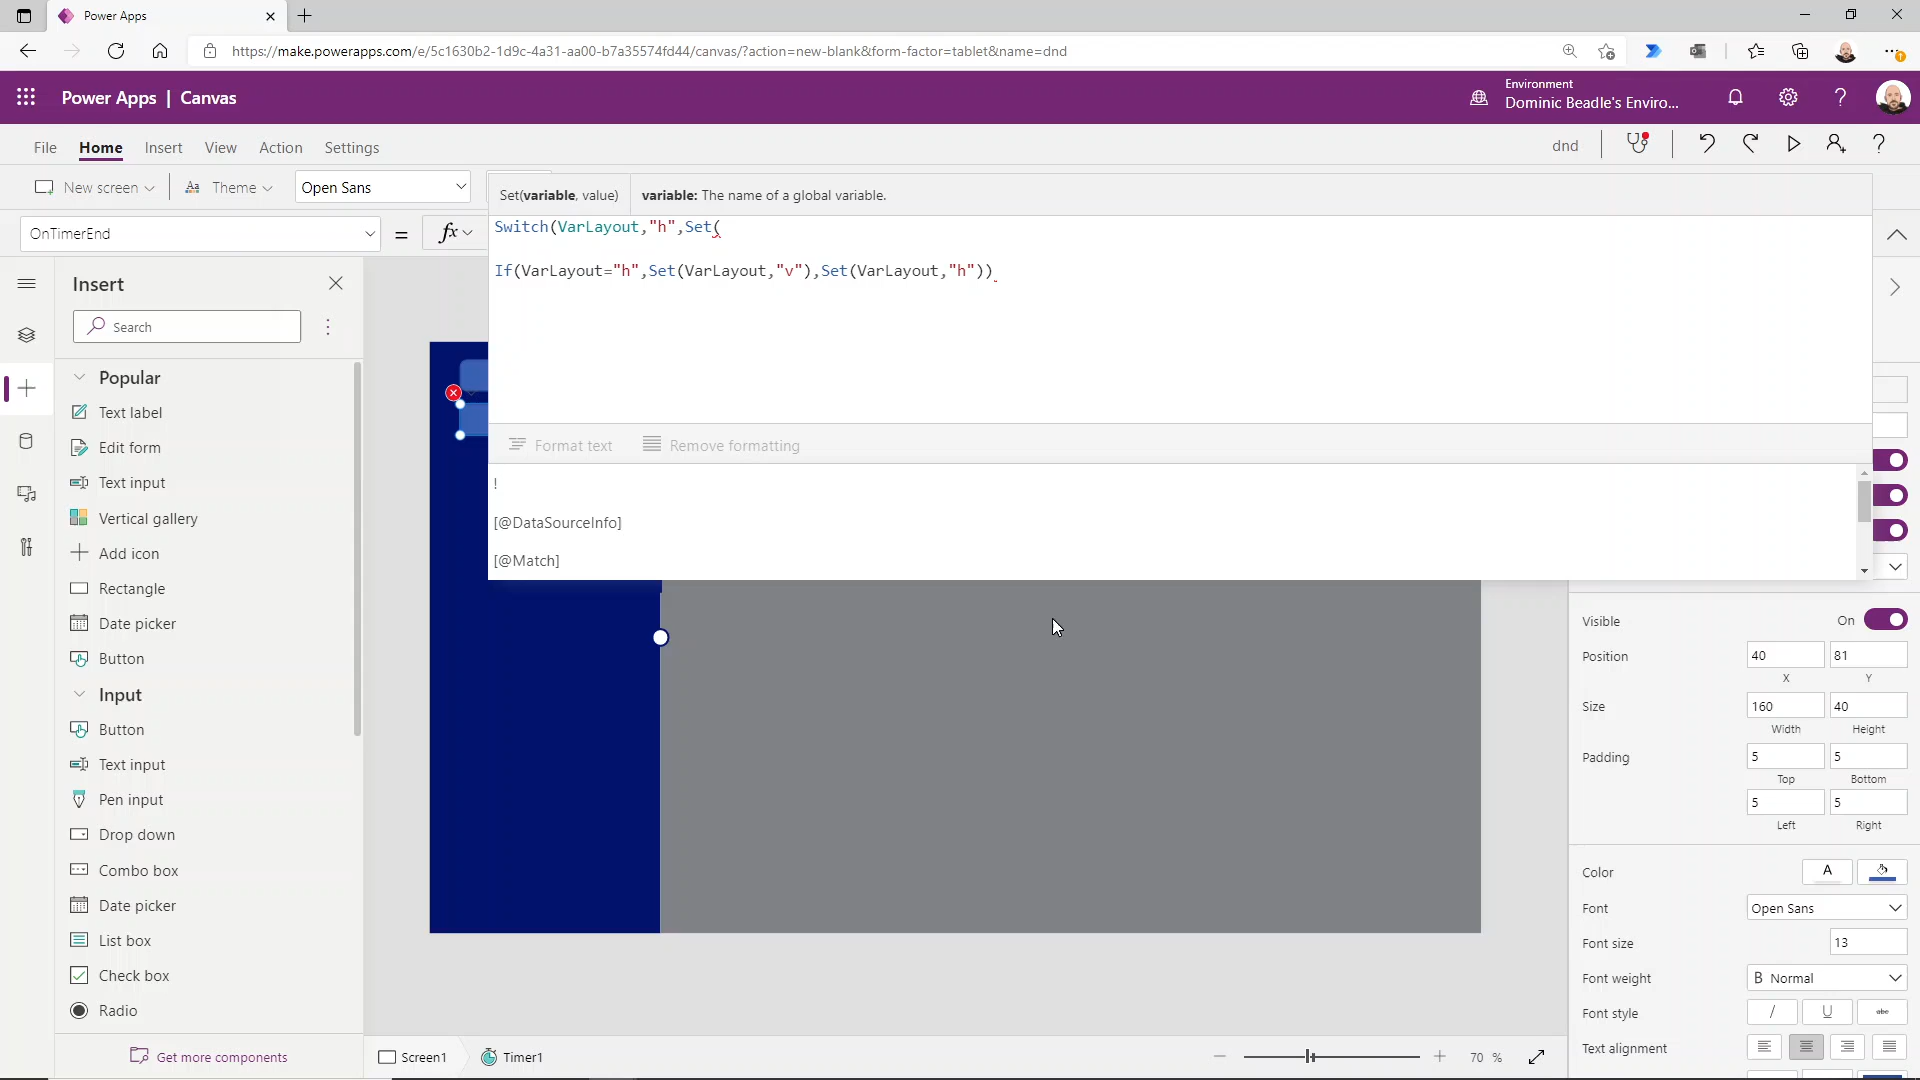 Power Apps
https://make.powerapps.com/e/5c1630b2-1d9c-4a31-aa00-b7a35574fd44/canvas/?action=new-blank&form-factor=tablet&name=dnd
Power Apps | Canvas
Environment
Dominic Beadle's Enviro...
File Home Insert View Action Settings
dnd
New screen
Theme
Open Sans
Set(variable, value)
variable: The name of a global variable.
OnTimerEnd
=
fx
Switch(VarLayout,"h",Set(
If(VarLayout="h",Set(VarLayout,"v"),Set(VarLayout,"h"))
Format text
Remove formatting
!
[@DataSourceInfo]
[@Match]
Insert
Search
Popular
Text label
Edit form
Text input
Vertical gallery
Add icon
Rectangle
Date picker
Button
Input
Button
Text input
Pen input
Drop down
Combo box
Date picker
List box
Check box
Radio
Get more components
Visible
On
Position
40
81
X
Y
Size
160
40
Width
Height
Padding
5
5
Top
Bottom
5
5
Left
Right
Color
A
Font
Open Sans
Font size
13
Font weight
B Normal
Font style
/
U
abc
Text alignment
Screen1
Timer1
70 %